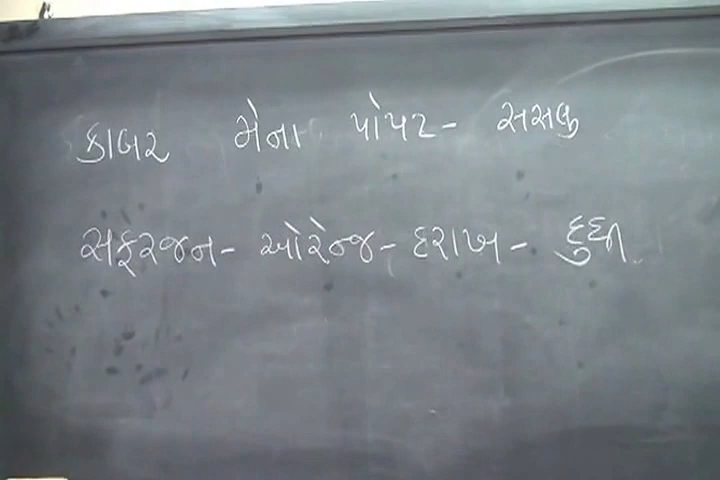 કાબર મેના પોપટ- સસલુ
સફરજન- ઓરેન્જ- દરાખ- દુધ